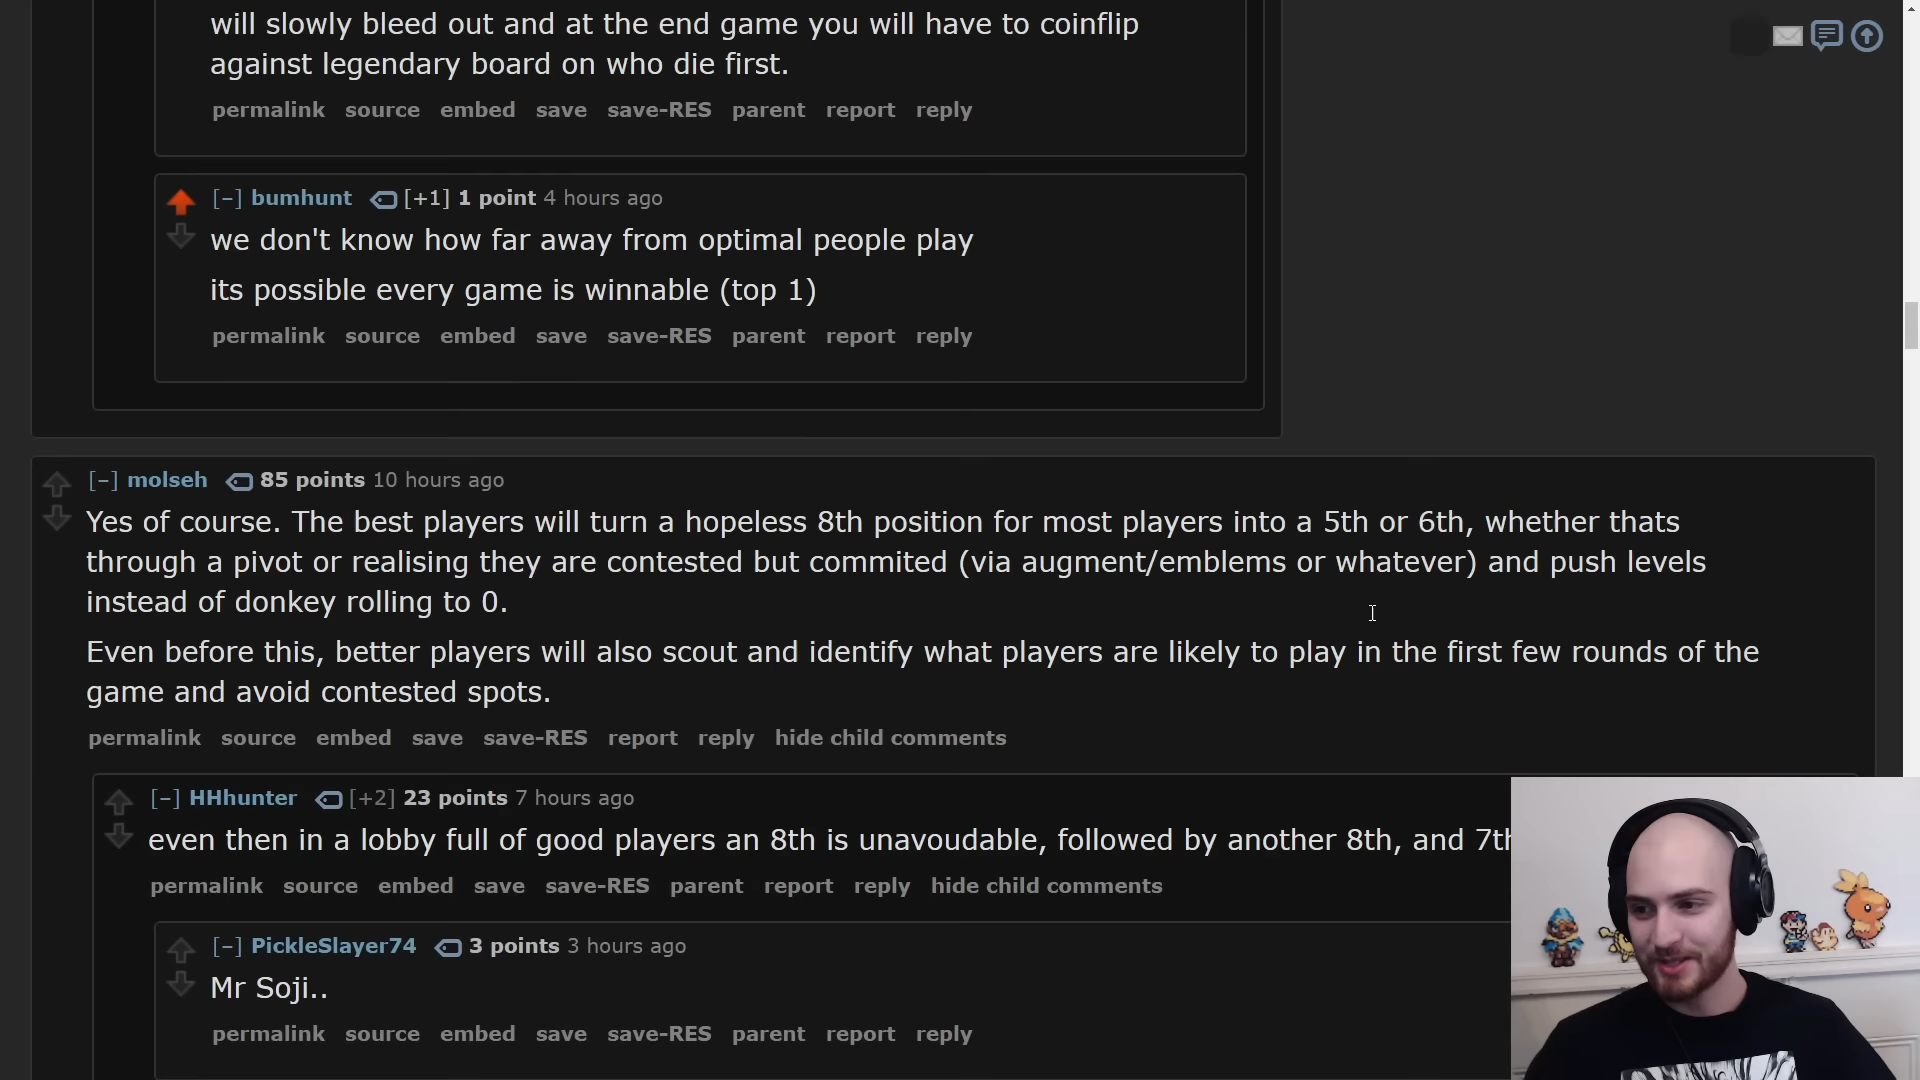 will slowly bleed out and at the end game you will have to coinflip
against legendary board on who die first.
permalink source embed save save-RES parent report reply
[-] bumhunt [+1] 1 point 4 hours ago
we don't know how far away from optimal people play
its possible every game is winnable (top 1)
permalink source embed save save-RES parent report reply
[-] molseh 85 points 10 hours ago
Yes of course. The best players will turn a hopeless 8th position for most players into a 5th or 6th, whether thats
through a pivot or realising they are contested but commited (via augment/emblems or whatever) and push levels
instead of donkey rolling to 0.
Even before this, better players will also scout and identify what players are likely to play in the first few rounds of the
game and avoid contested spots.
permalink source embed save save-RES report reply hide child comments
[-] HHhunter [+2] 23 points 7 hours ago
even then in a lobby full of good players an 8th is unavoudable, followed by another 8th, and 7th
permalink source embed save save-RES parent report reply hide child comments
[-] PickleSlayer74 3 points 3 hours ago
Mr Soji..
permalink source embed save save-RES parent report reply